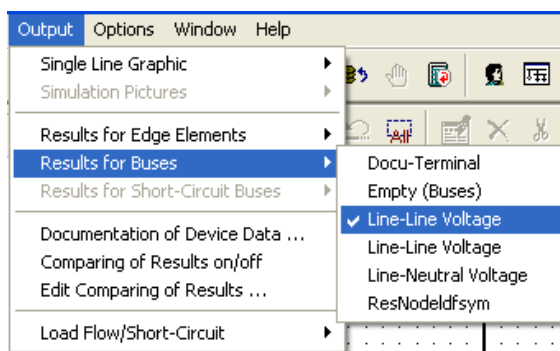 Output Options Window Help
Single Line Graphic
Simulation Pictures
Results for Edge Elements
Results for Buses
Results for Short-Circuit Buses
Documentation of Device Data ...
Comparing of Results on/off
Edit Comparing of Results ...
Load Flow/Short-Circuit
All
Docu-Terminal
Empty (Buses)
Line-Line Voltage
Line-Line Voltage
Line-Neutral Voltage
ResNodeldfsym